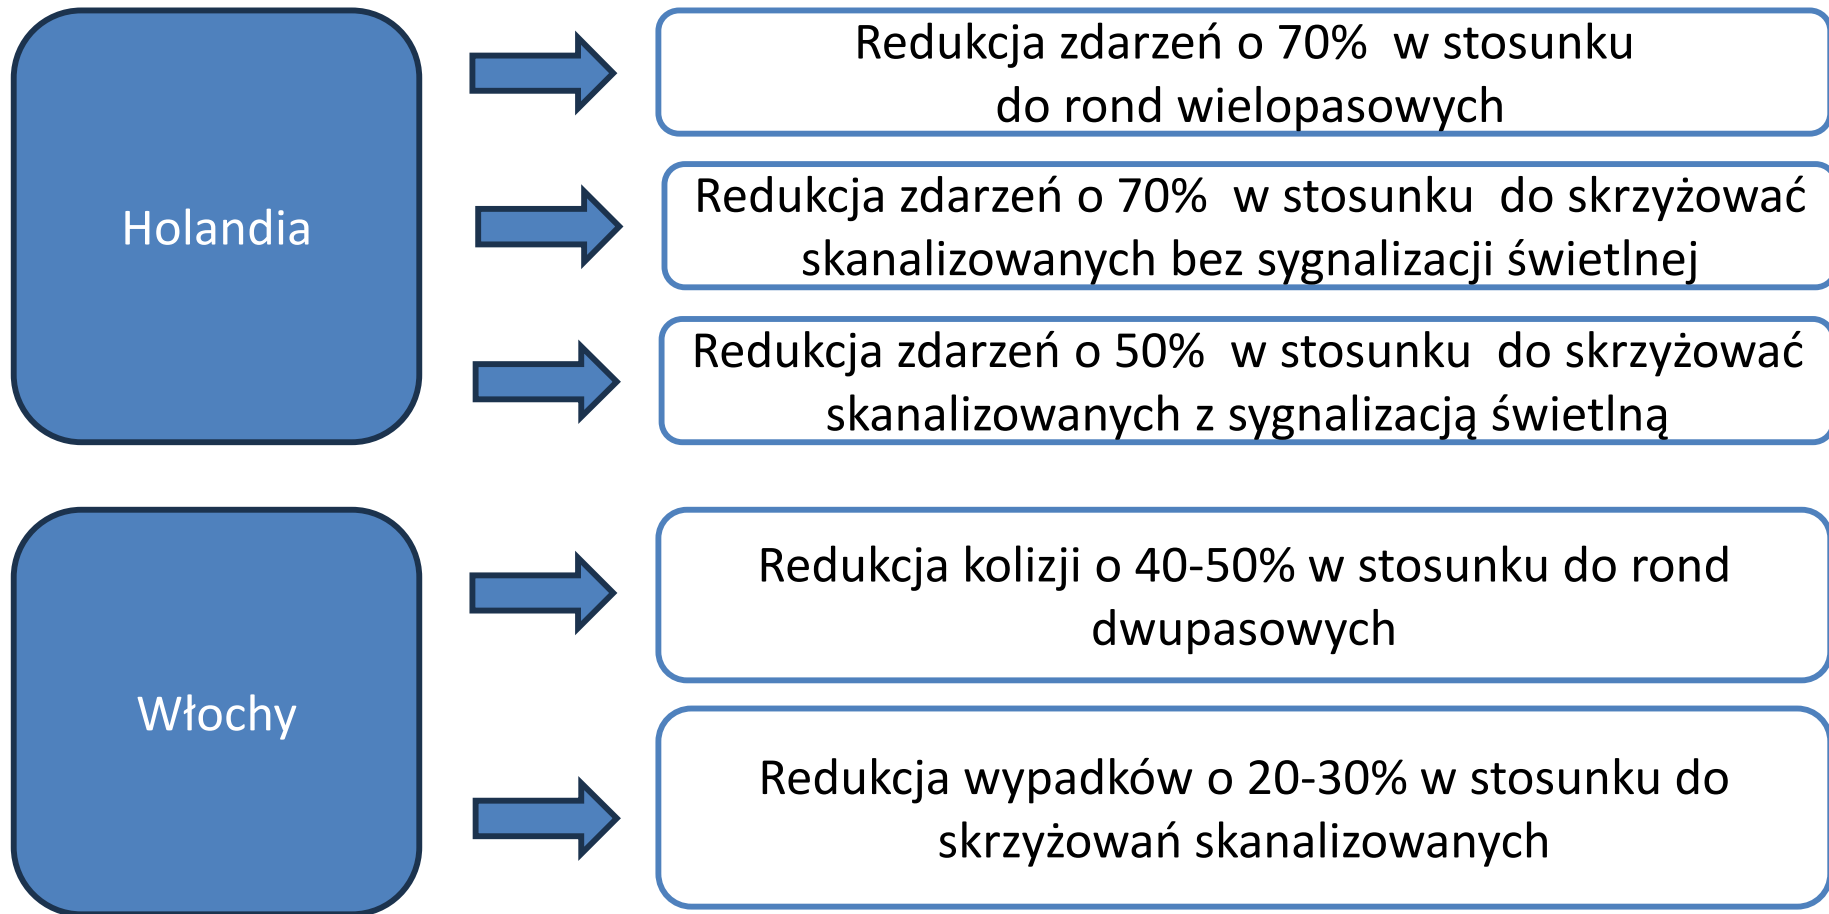 Holandia
Redukcja zdarzeń o 70%  w stosunku
do rond wielopasowych
Redukcja zdarzeń o 70%  w stosunku  do skrzyżować
skanalizowanych bez sygnalizacji świetlnej
Redukcja zdarzeń o 50%  w stosunku  do skrzyżować
skanalizowanych z sygnalizacją świetlną
Włochy
Redukcja kolizji o 40-50% w stosunku do rond
dwupasowych
Redukcja wypadków o 20-30% w stosunku do
skrzyżowań skanalizowanych